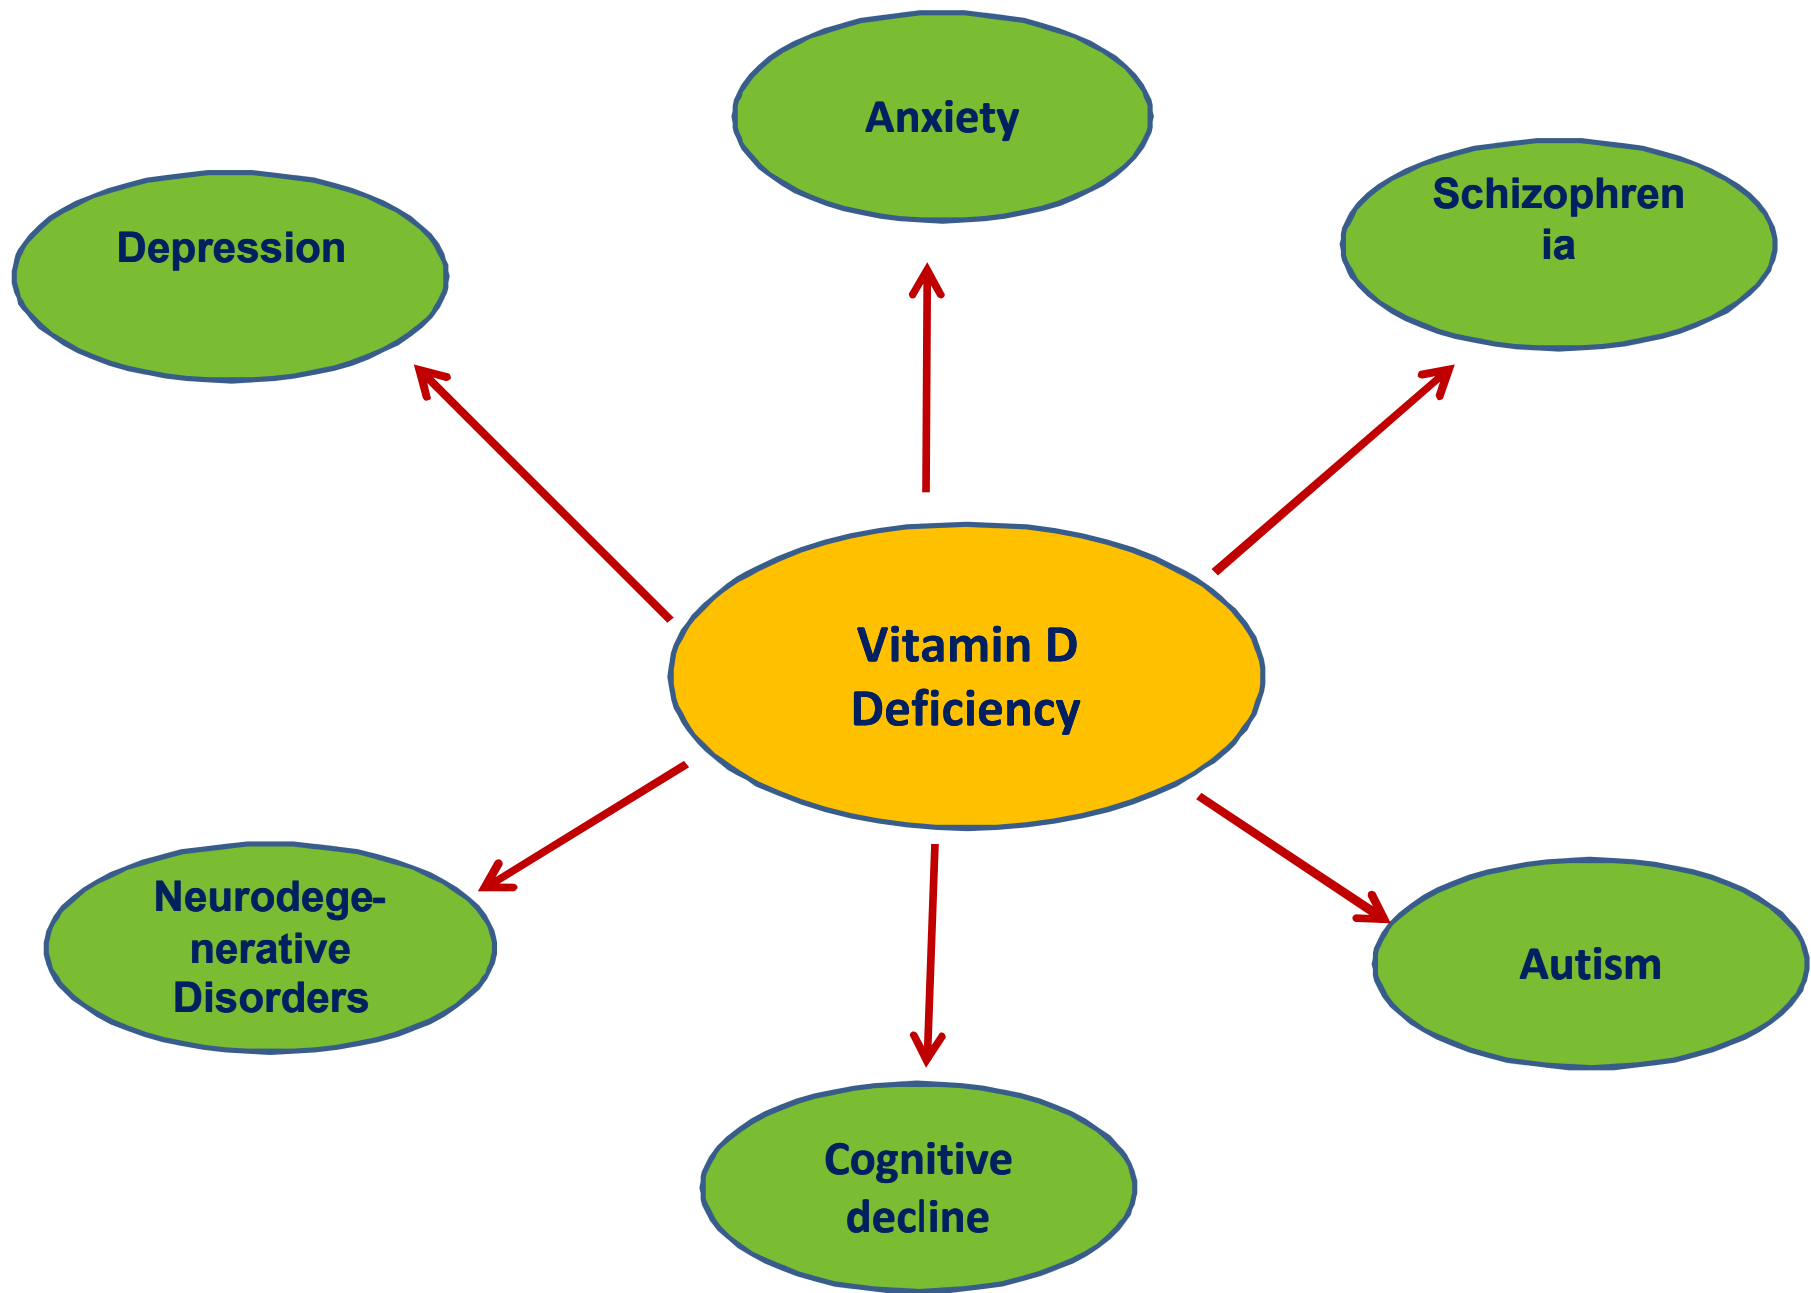 Anxiety
Schizophren
ia
Depression
Vitamin D
Deficiency
Neurodege-
nerative
Disorders
Autism
Cognitive
decline